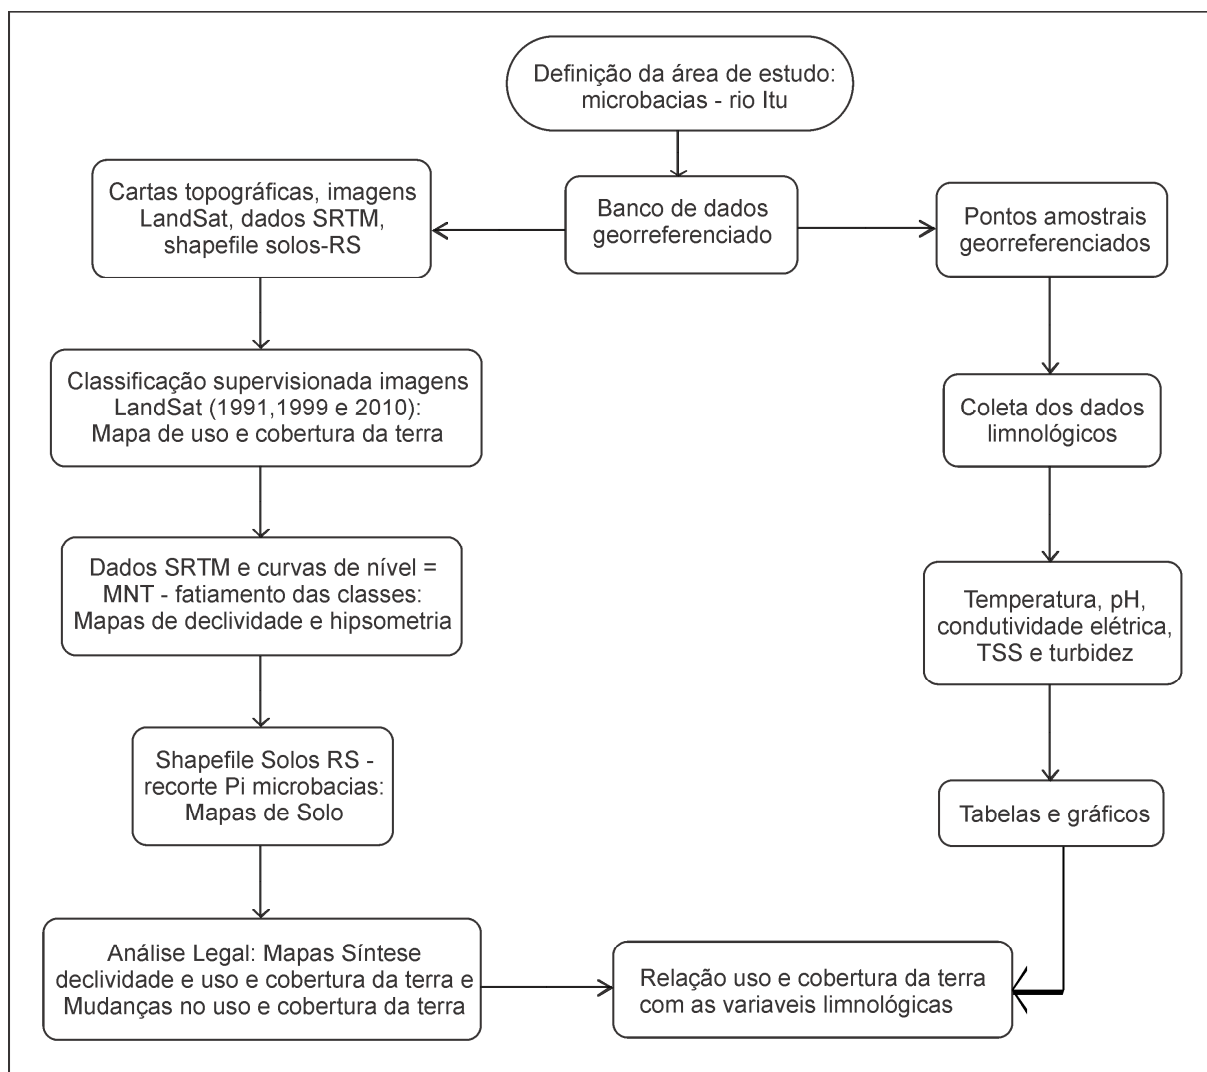 Definição da área de estudo:
microbacias - rio Itu
Cartas topográficas, imagens
LandSat, dados SRTM,
shapefile solos-RS
Banco de dados
georreferenciado
Pontos amostrais
georreferenciados
Classificação supervisionada imagens
LandSat (1991,1999 e 2010):
Mapa de uso e cobertura da terra
Coleta dos dados
limnológicos
Dados SRTM e curvas de nível =
MNT - fatiamento das classes:
Mapas de declividade e hipsometria
Temperatura, pH,
condutividade elétrica,
TSS e turbidez
Shapefile Solos RS -
recorte Pi microbacias:
Mapas de Solo
Tabelas e gráficos
Análise Legal: Mapas Síntese
declividade e uso e cobertura da terra e
Mudanças no uso e cobertura da terra
Relação uso e cobertura da terra
com as variaveis limnológicas